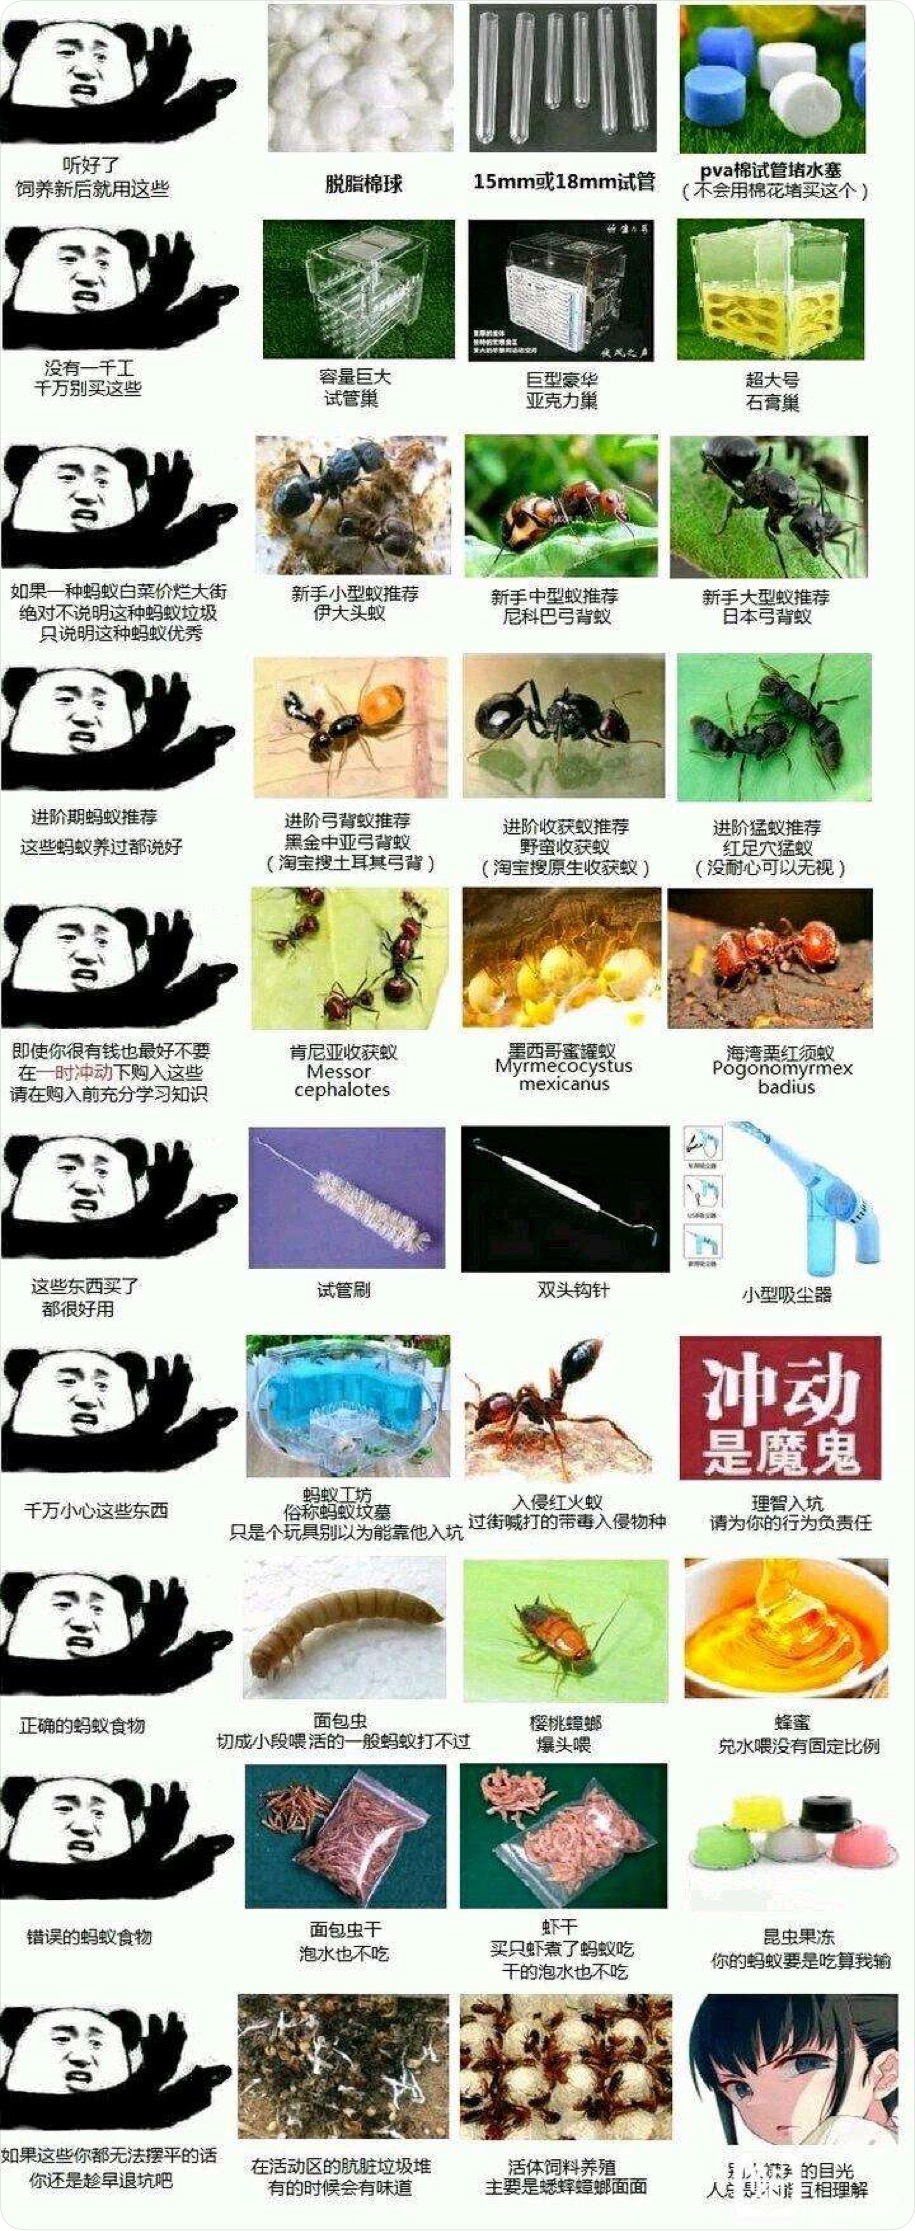 听好了
饲养新后就用这些
脱脂棉球
15mm或18mm试管
pva棉试管堵水塞
（不会用棉花堵买这个）
没有一千工
千万别买这些
容量巨大
试管巢
巨型豪华
亚克力巢
超大号
石膏巢
如果一种蚂蚁白菜价烂大街
绝对不说明这种蚂蚁垃圾
只说明这种蚂蚁优秀
新手小型蚁推荐
伊大头蚁
新手中型蚁推荐
尼科巴弓背蚁
新手大型蚁推荐
日本弓背蚁
进阶期蚂蚁推荐
这些蚂蚁养过都说好
进阶弓背蚁推荐
黑金中亚弓背蚁
（淘宝搜土耳其弓背）
进阶收获蚁推荐
野蛮收获蚁
（淘宝搜原生收获蚁）
进阶猛蚁推荐
红足穴猛蚁
（没耐心可以无视）
即使你很有钱也最好不要
在一时冲动下购入这些
请在购入前充分学习知识
肯尼亚收获蚁
Messor
cephalotes
墨西哥蜜罐蚁
Myrmecocystus
mexicanus
海湾栗红须蚁
Pogonomyrmex
badius
这些东西买了
都很好用
试管刷
双头钩针
小型吸尘器
千万小心这些东西
蚂蚁工坊
俗称蚂蚁坟墓
只是个玩具别以为能靠他入坑
入侵红火蚁
过街喊打的带毒入侵物种
冲动
是魔鬼
理智入坑
请为你的行为负责任
正确的蚂蚁食物
面包虫
切成小段喂活的一般蚂蚁打不过
樱桃蟑螂
爆头喂
蜂蜜
兑水喂没有固定比例
错误的蚂蚁食物
面包虫干
泡水也不吃
虾干
买只虾煮了蚂蚁吃
干的泡水也不吃
昆虫果冻
你的蚂蚁要是吃算我输
如果这些你都无法摆平的话
你还是趁早退坑吧
在活动区的肮脏垃圾堆
有的时候会有味道
活体饲料养殖
主要是蟋蟀蟑螂面面
的目光
互相理解